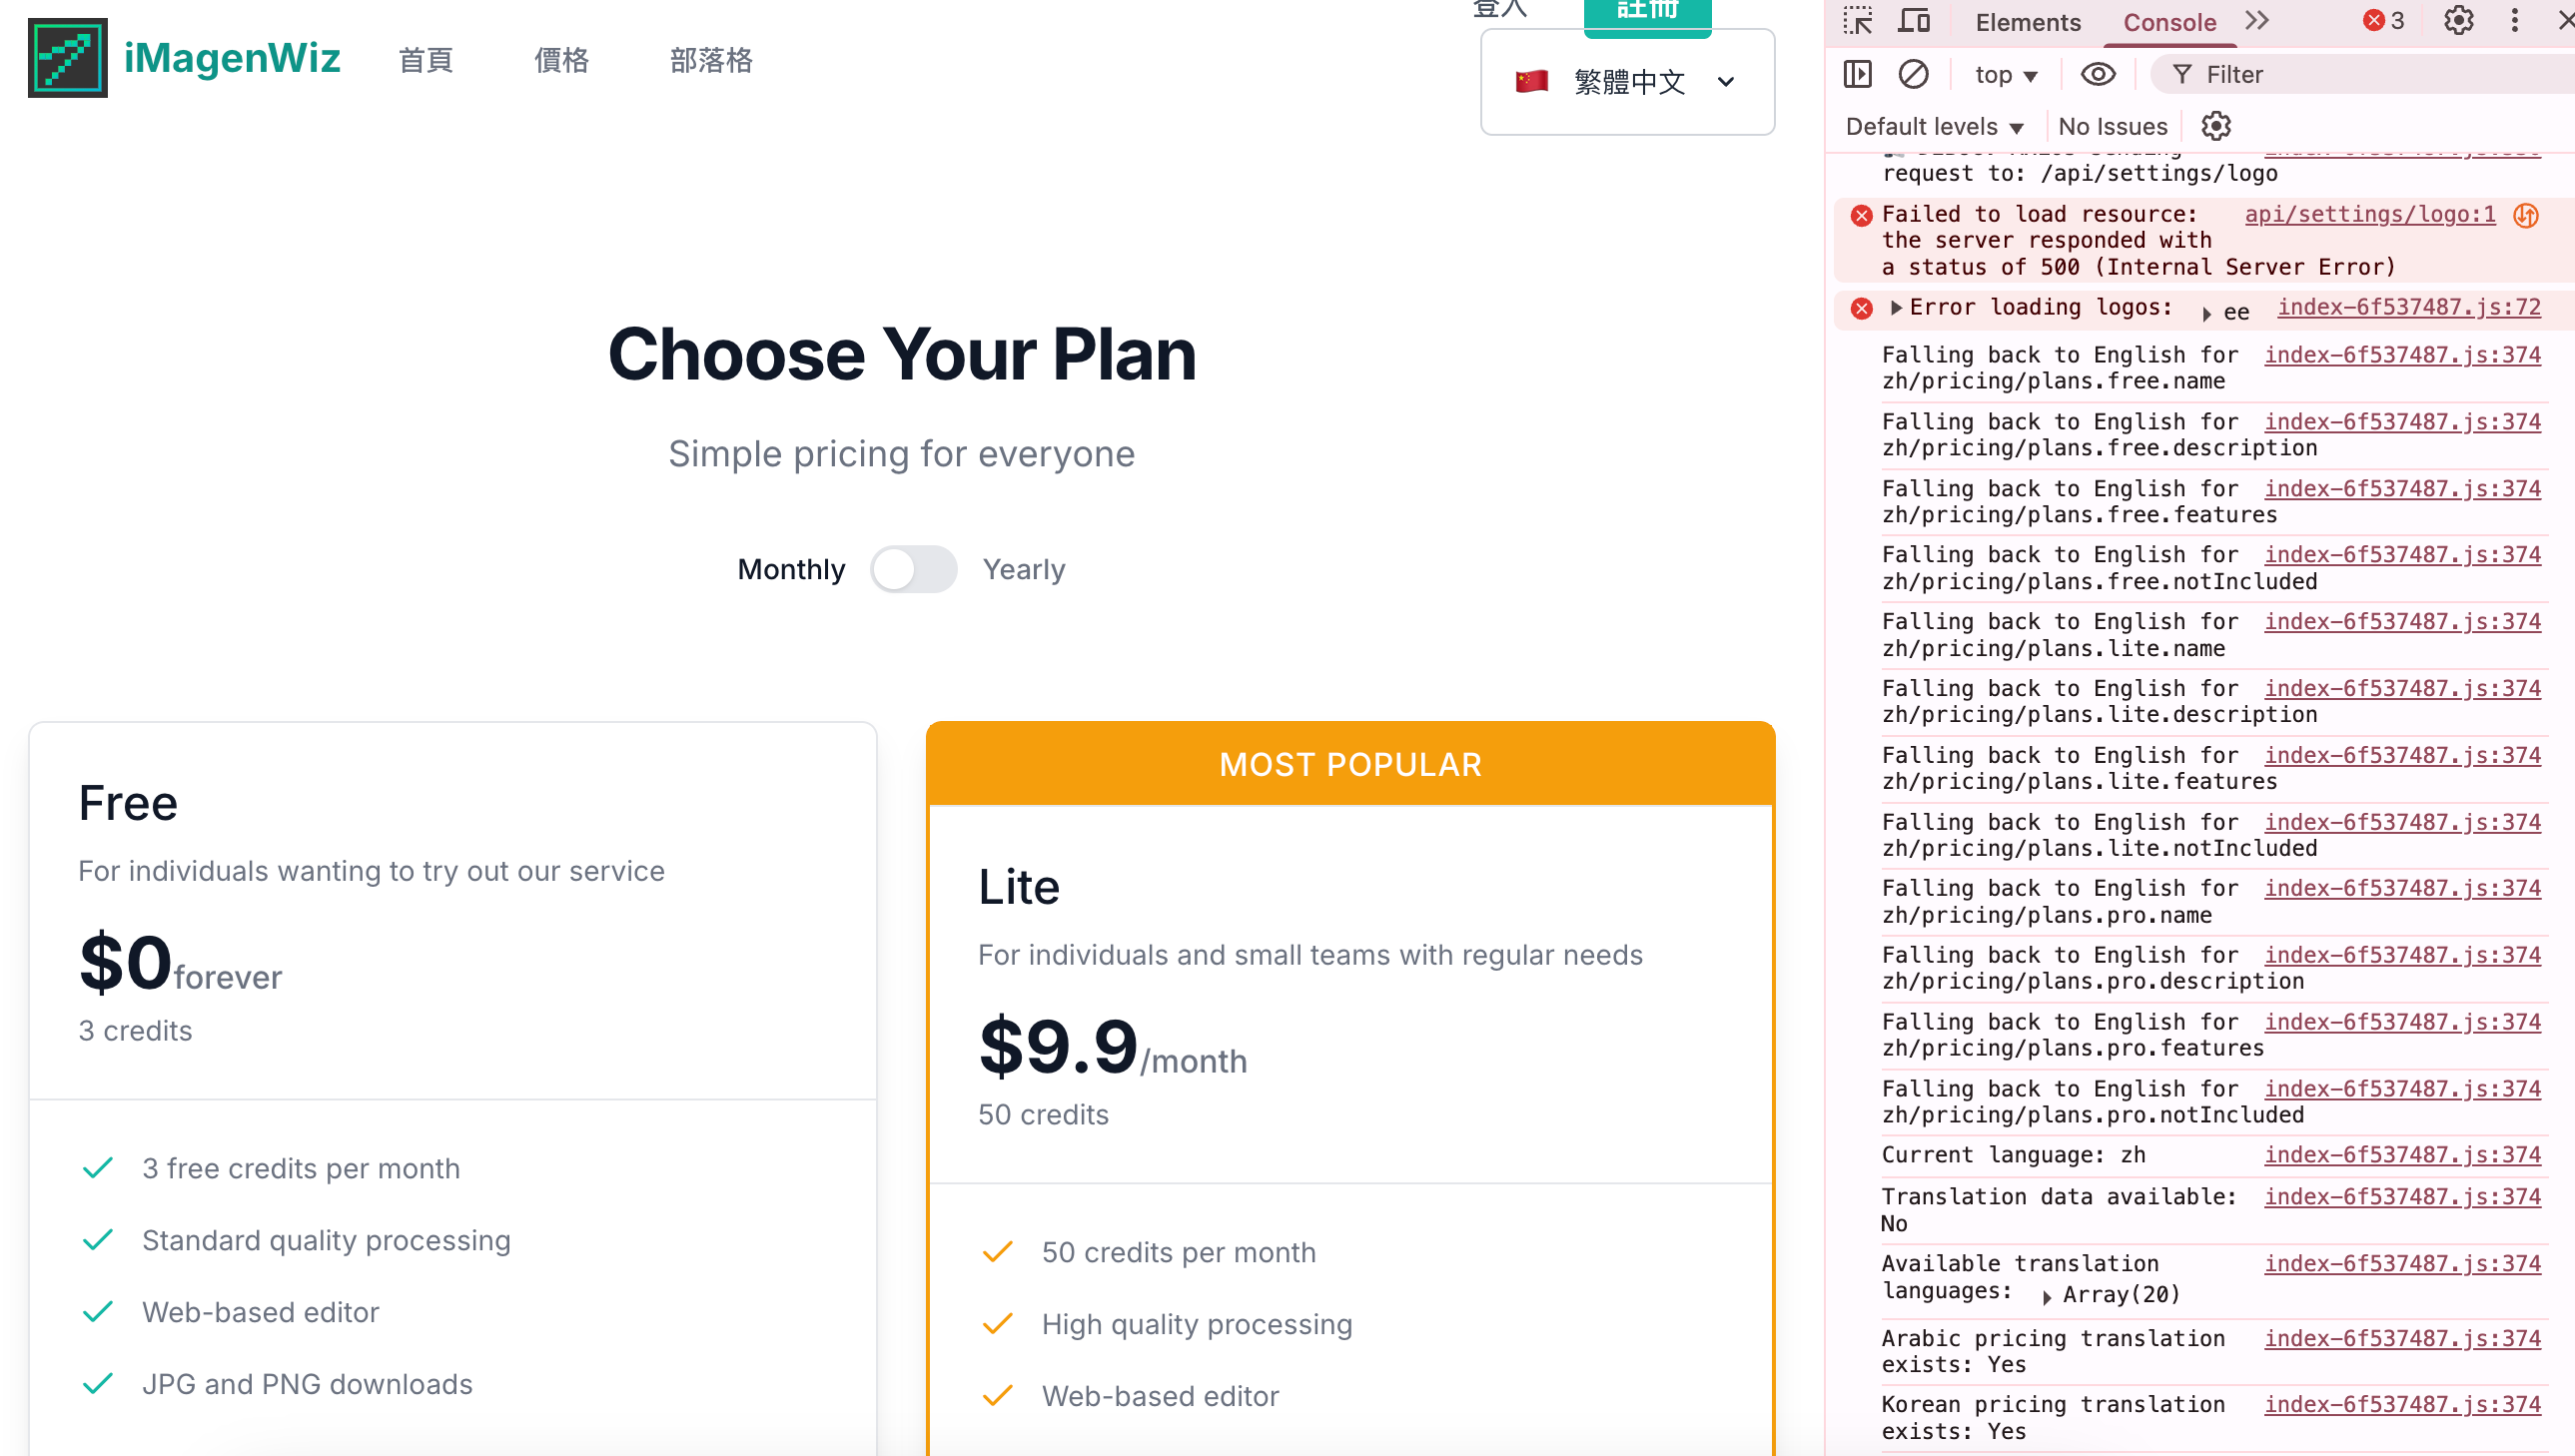 登入
註冊
iMagenWiz
首頁
價格
部落格
繁體中文
Choose Your Plan
Simple pricing for everyone
Monthly
Yearly
Free
For individuals wanting to try out our service
$0forever
3 credits
3 free credits per month
Standard quality processing
Web-based editor
JPG and PNG downloads
MOST POPULAR
Lite
For individuals and small teams with regular needs
$9.9/month
50 credits
50 credits per month
High quality processing
Web-based editor
Elements
Console
3
top
Filter
Default levels
No Issues
request to: /api/settings/logo
Failed to load resource: api/settings/logo:1
the server responded with
a status of 500 (Internal Server Error)
Error loading logos: ee index-6f537487.js:72
Falling back to English for index-6f537487.js:374
zh/pricing/plans.free.name
Falling back to English for index-6f537487.js:374
zh/pricing/plans.free.description
Falling back to English for index-6f537487.js:374
zh/pricing/plans.free.features
Falling back to English for index-6f537487.js:374
zh/pricing/plans.free.notIncluded
Falling back to English for index-6f537487.js:374
zh/pricing/plans.lite.name
Falling back to English for index-6f537487.js:374
zh/pricing/plans.lite.description
Falling back to English for index-6f537487.js:374
zh/pricing/plans.lite.features
Falling back to English for index-6f537487.js:374
zh/pricing/plans.lite.notIncluded
Falling back to English for index-6f537487.js:374
zh/pricing/plans.pro.name
Falling back to English for index-6f537487.js:374
zh/pricing/plans.pro.description
Falling back to English for index-6f537487.js:374
zh/pricing/plans.pro.features
Falling back to English for index-6f537487.js:374
zh/pricing/plans.pro.notIncluded
Current language: zh index-6f537487.js:374
Translation data available: index-6f537487.js:374
No
Available translation index-6f537487.js:374
languages: Array(20)
Arabic pricing translation index-6f537487.js:374
exists: Yes
Korean pricing translation index-6f537487.js:374
exists: Yes